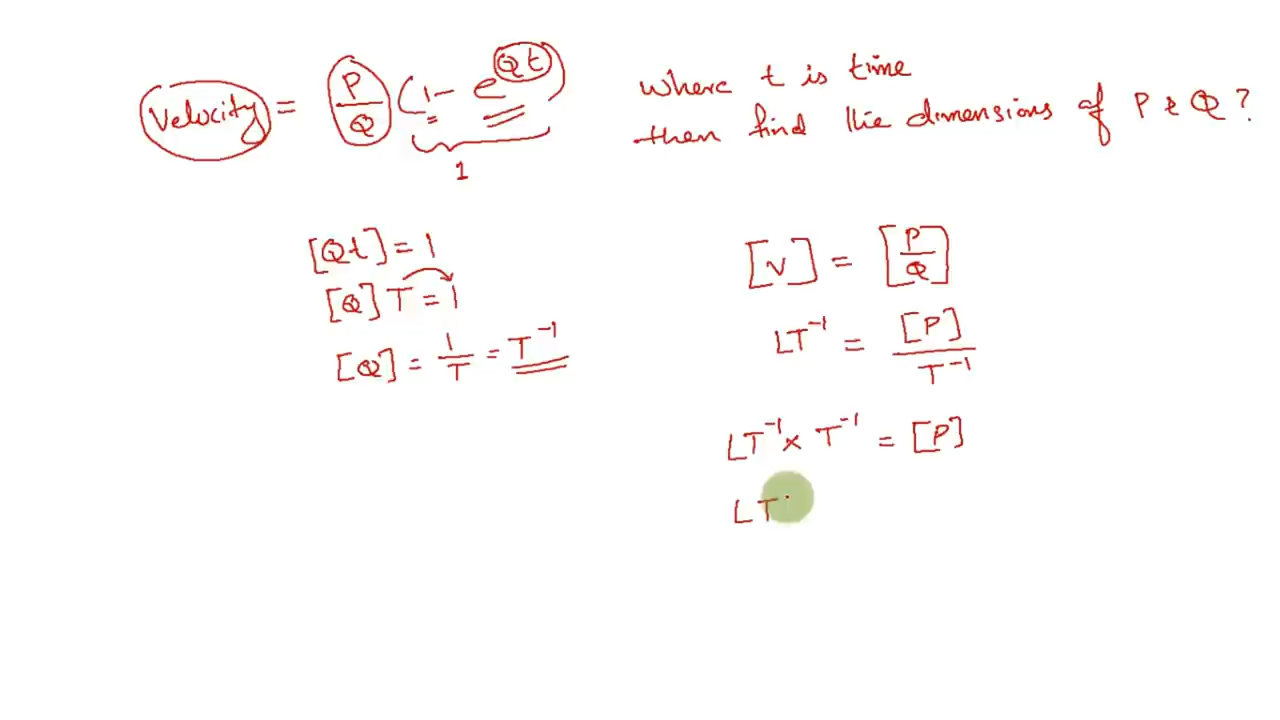 Velocity = P/Q (1 - e^Qt) where t is time
then find the dimensions of P & Q ?
1
[Qt] = 1
[Q] T = 1
[Q] = 1/T = T^-1
[V] = [P/Q]
LT^-1 = [P]/T^-1
LT^-1 × T^-1 = [P]
LT